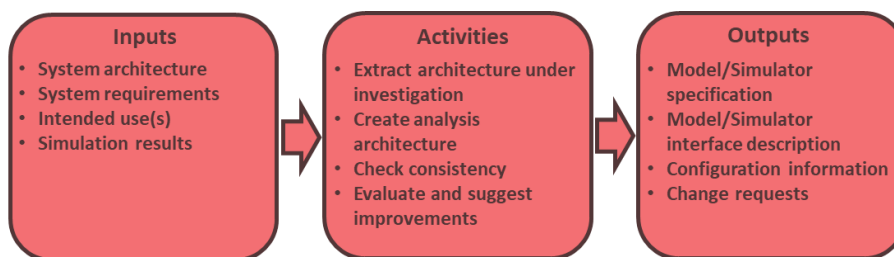 Inputs
• System architecture
• System requirements
• Intended use(s)
• Simulation results
Activities
• Extract architecture under
investigation
• Create analysis
architecture
• Check consistency
• Evaluate and suggest
improvements
Outputs
• Model/Simulator
specification
• Model/Simulator
interface description
• Configuration information
• Change requests